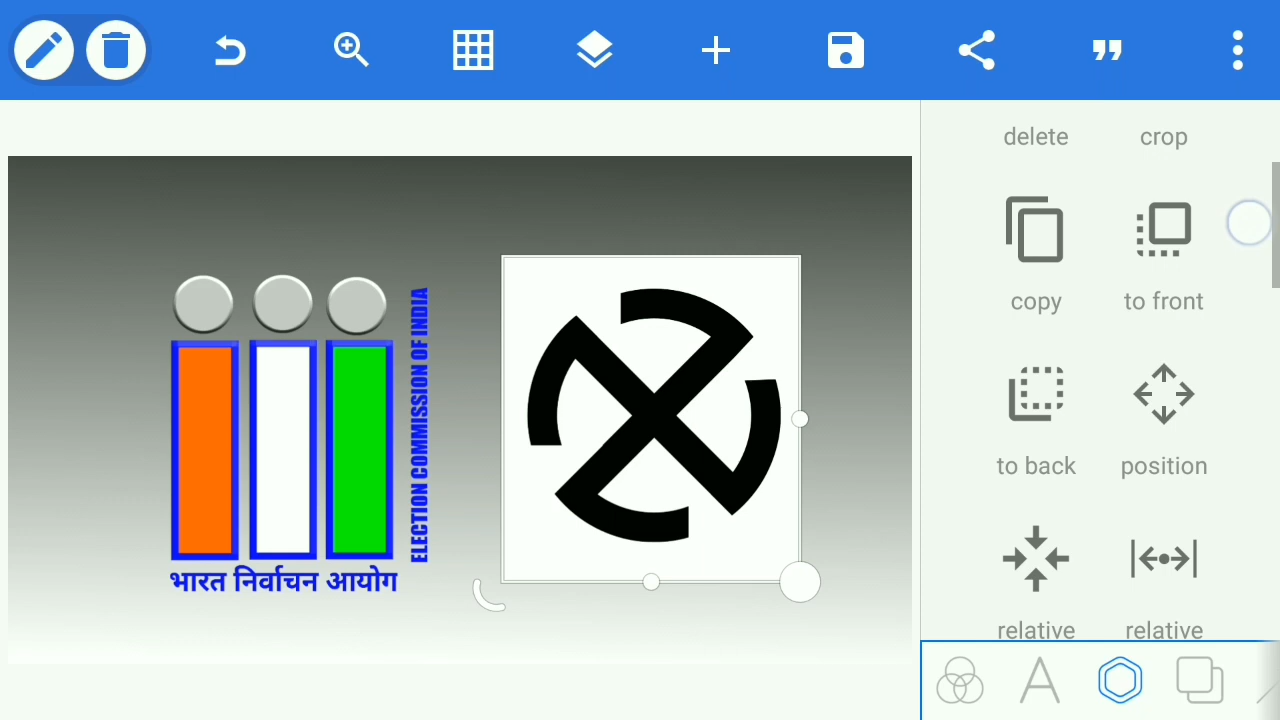 delete crop
copy to front
ELECTION COMMISSION OF INDIA
to back position
भारत निर्वाचन आयोग
relative relative